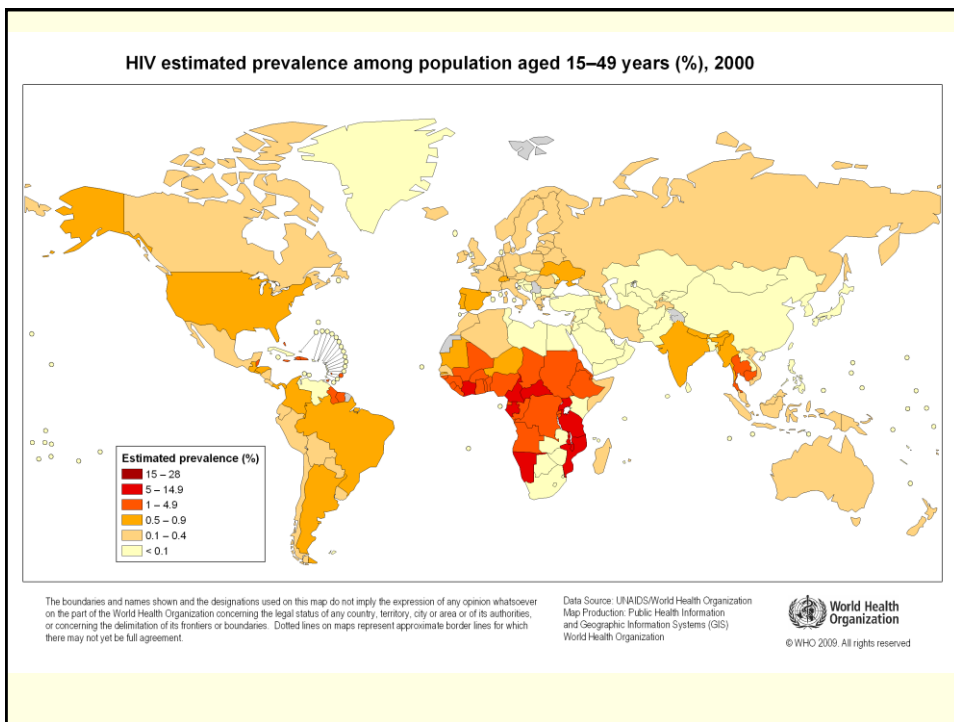 HIV estimated prevalence among population aged 15–49 years (%), 2000
Estimated prevalence (%)
15 – 28
5 – 14.9
1 – 4.9
0.5 – 0.9
0.1 – 0.4
< 0.1
The boundaries and names shown and the designations used on this map do not imply the expression of any opinion whatsoever
on the part of the World Health Organization concerning the legal status of any country, territory, city or area or of its authorities,
or concerning the delimitation of its frontiers or boundaries.  Dotted lines on maps represent approximate border lines for which
there may not yet be full agreement.
Data Source: UNAIDS/World Health Organization
Map Production: Public Health Information
and Geographic Information Systems (GIS)
World Health Organization
World Health
Organization
© WHO 2009. All rights reserved